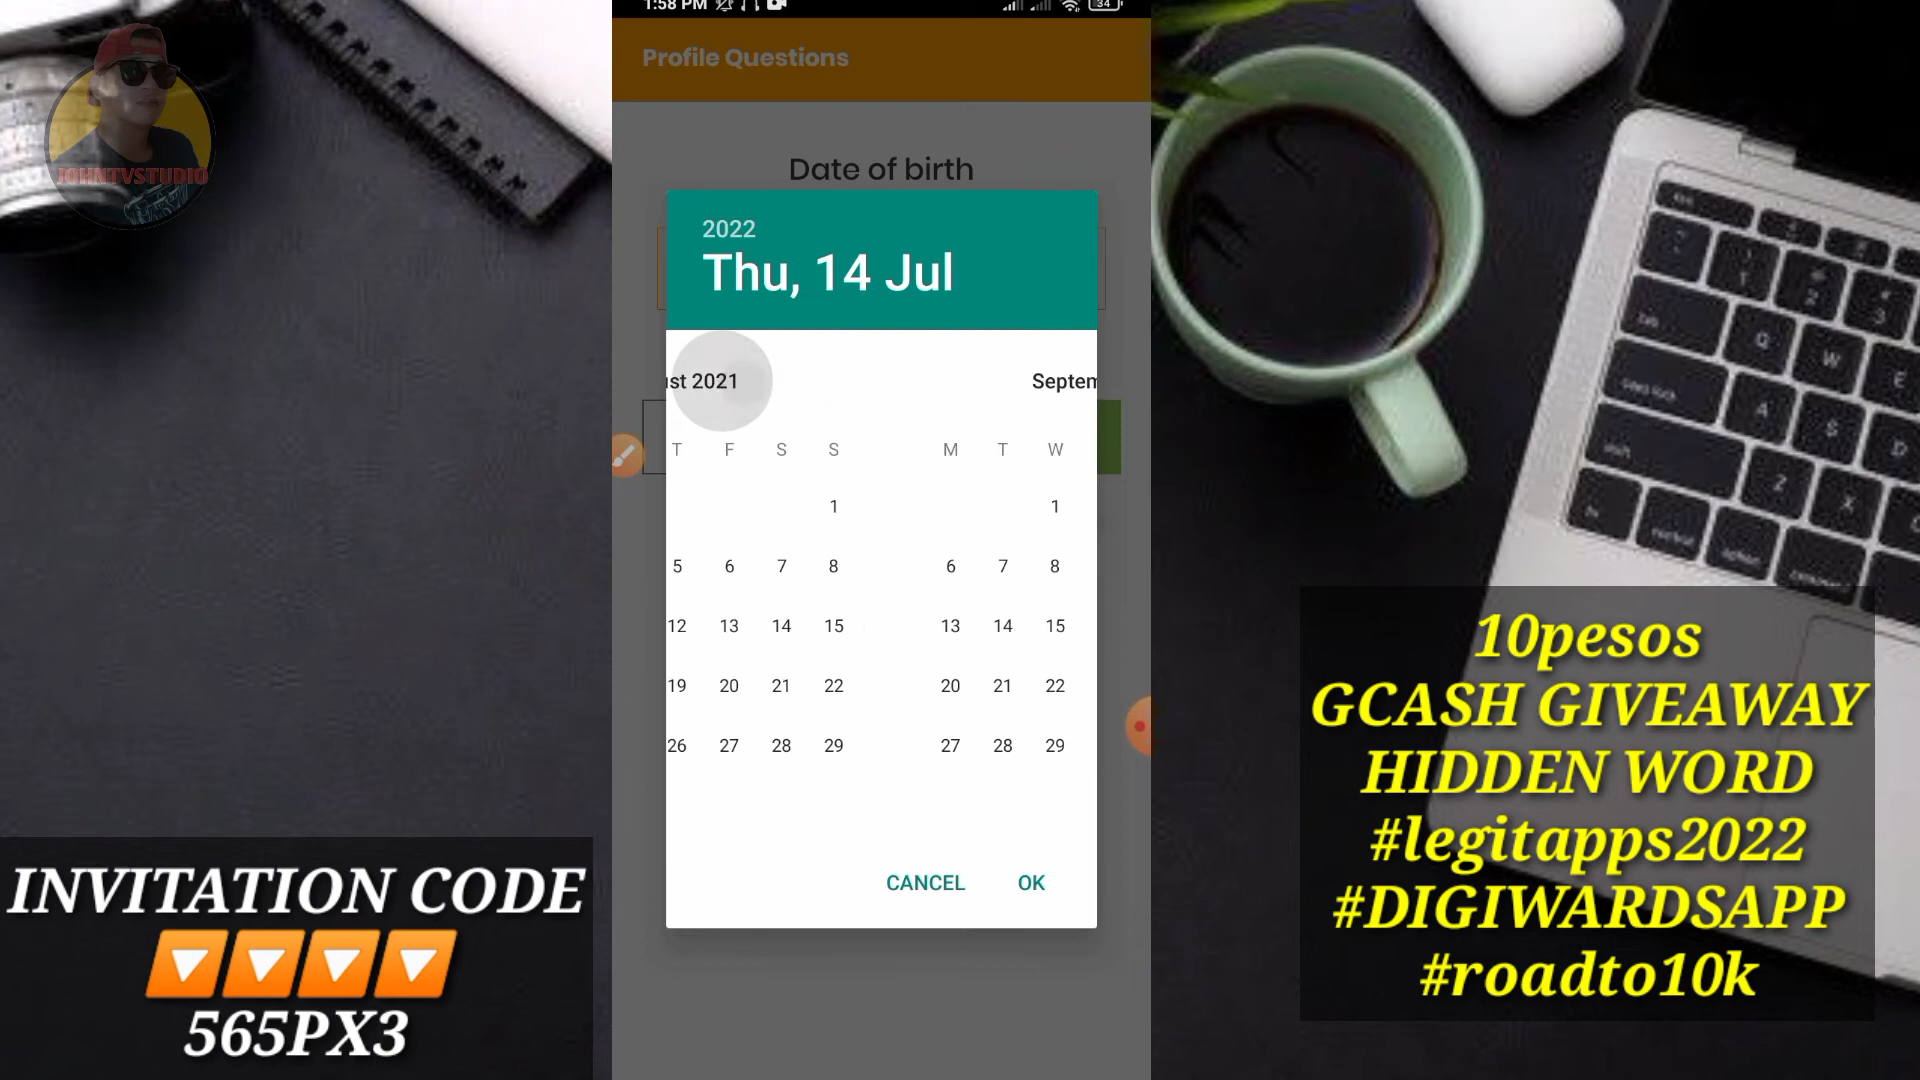 JOHNTVSTUDIO
1:58 PM
34
Profile Questions
Date of birth
2022
Thu, 14 Jul
ust 2021
Septem
T F S S
M T W
1
1
5 6 7 8
6 7 8
12 13 14 15
13 14 15
19 20 21 22
20 21 22
26 27 28 29
27 28 29
CANCEL OK
INVITATION CODE
565PX3
10pesos
GCASH GIVEAWAY
HIDDEN WORD
#legitapps2022
#DIGIWARDSAPP
#roadto10k